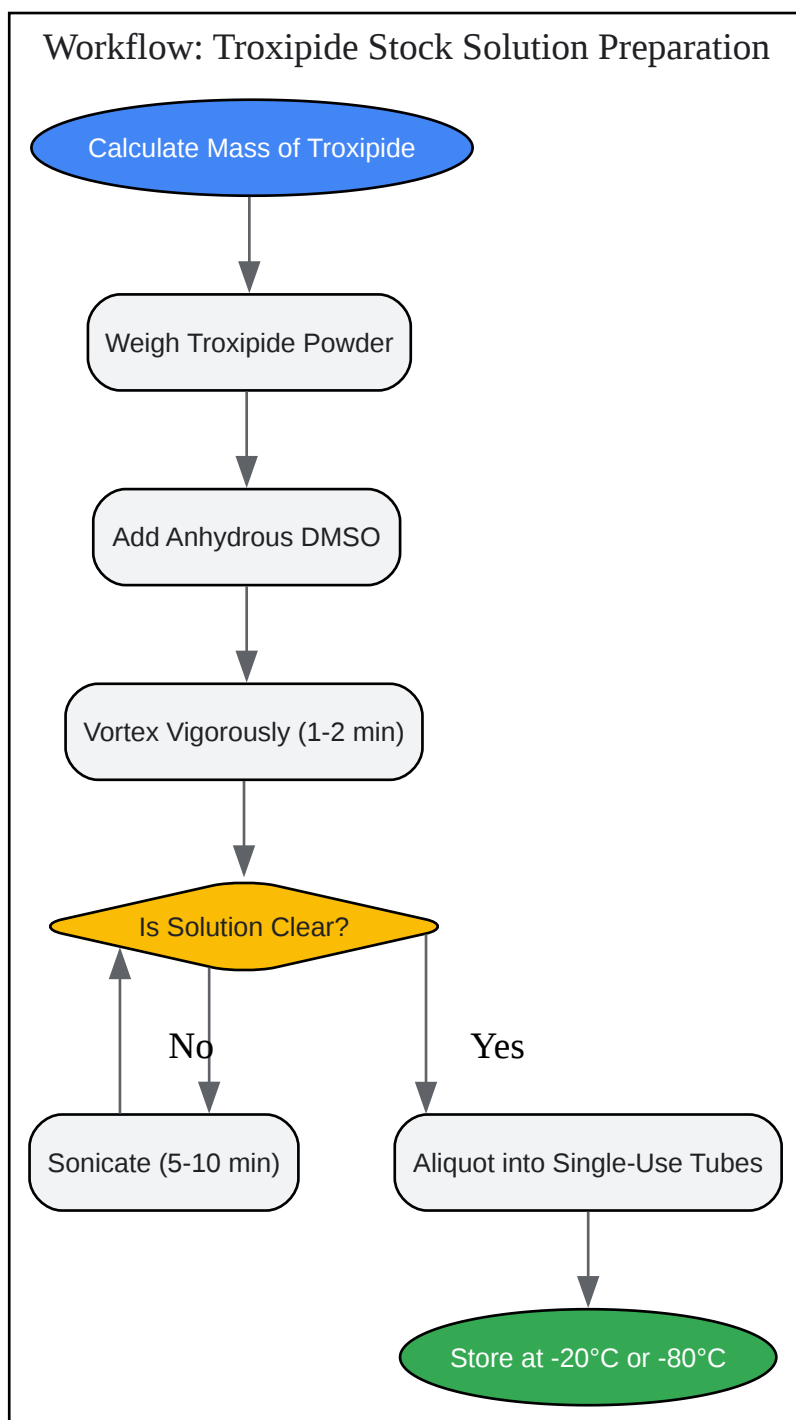 Workflow: Troxipide Stock Solution Preparation
Calculate Mass of Troxipide
Weigh Troxipide Powder
Add Anhydrous DMSO
Vortex Vigorously (1-2 min)
Is Solution Clear?
No
Yes
Sonicate (5-10 min)
Aliquot into Single-Use Tubes
Store at -20°C or -80°C